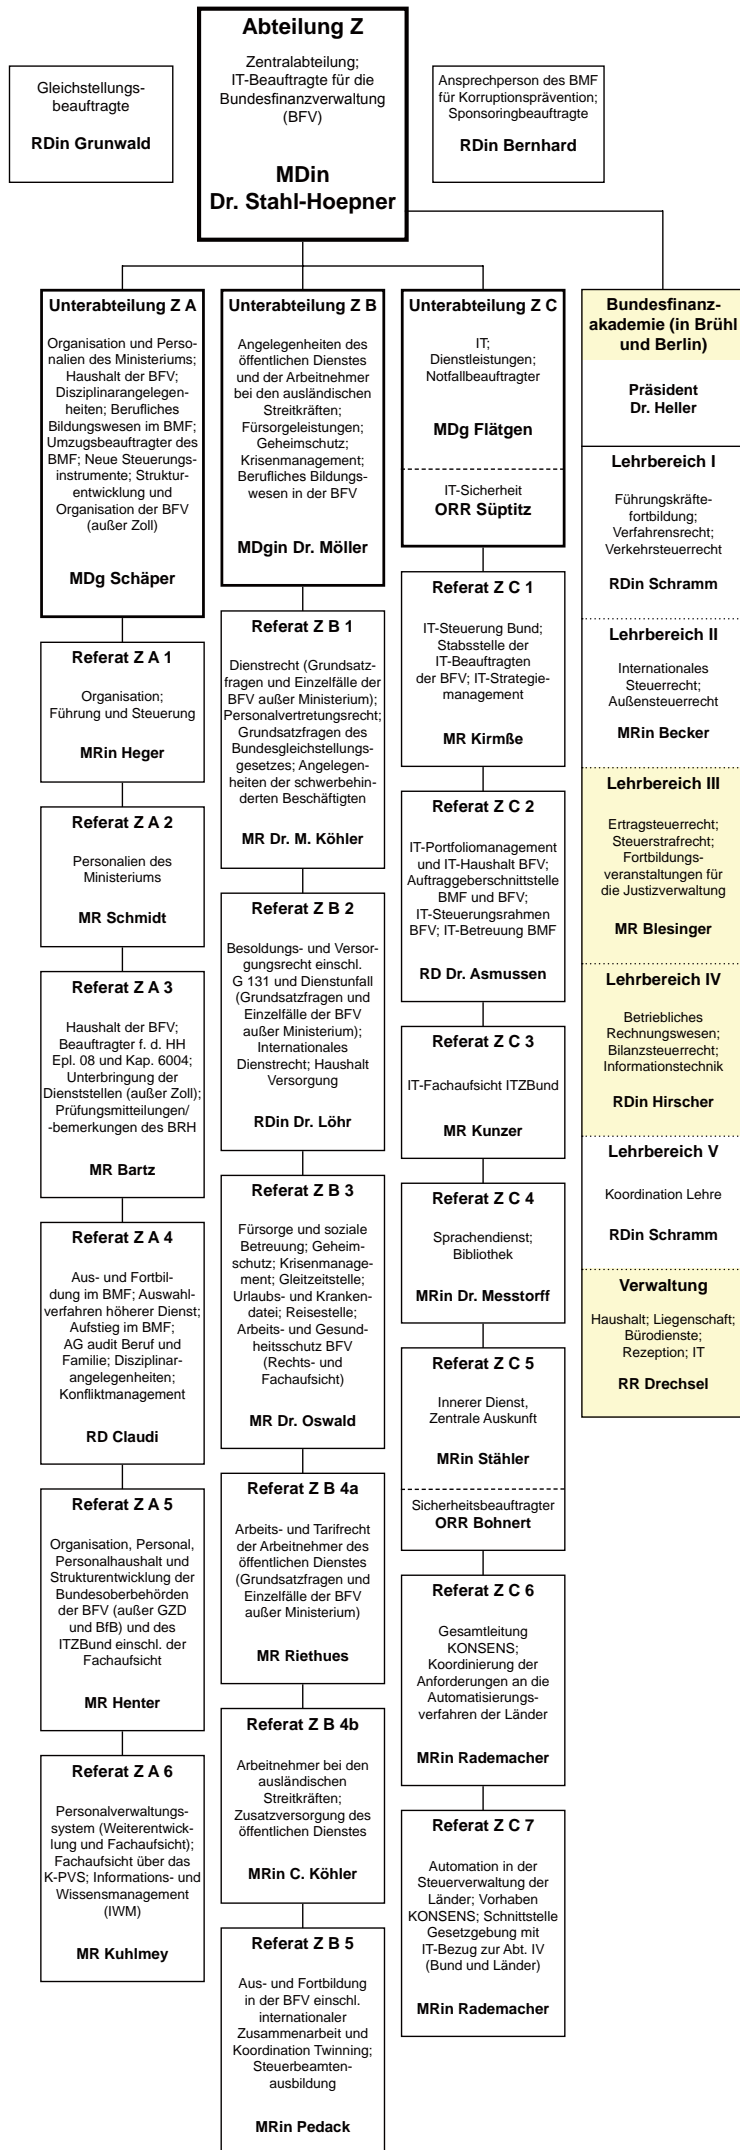 Abteilung Z
Zentralabteilung;
IT-Beauftragte für die
Bundesfinanzverwaltung
(BFV)
MDin
Dr. Stahl-Hoepner
Gleichstellungs-
beauftragte
RDin Grunwald
Ansprechperson des BMF
für Korruptionsprävention;
Sponsoringbeauftragte
RDin Bernhard
Unterabteilung Z A
Organisation und Perso-
nalien des Ministeriums;
Haushalt der BFV;
Disziplinarangelegen-
heiten; Berufliches
Bildungswesen im BMF;
Umzugsbeauftragter des
BMF; Neue Steuerungs-
instrumente; Struktur-
entwicklung und
Organisation der BFV
(außer Zoll)
MDg Schäper
Referat Z A 1
Organisation;
Führung und Steuerung
MRin Heger
Referat Z A 2
Personalien des
Ministeriums
MR Schmidt
Referat Z A 3
Haushalt der BFV;
Beauftragter f. d. HH
Epl. 08 und Kap. 6004;
Unterbringung der
Dienststellen (außer Zoll);
Prüfungsmitteilungen/
-bemerkungen des BRH
MR Bartz
Referat Z A 4
Aus- und Fortbil-
dung im BMF; Auswahl-
verfahren höherer Dienst;
Aufstieg im BMF;
AG audit Beruf und
Familie; Disziplinar-
angelegenheiten;
Konfliktmanagement
RD Claudi
Referat Z A 5
Organisation, Personal,
Personalhaushalt und
Strukturentwicklung der
Bundesoberbehörden
der BFV (außer GZD
und BfB) und des
ITZBund einschl. der
Fachaufsicht
MR Henter
Referat Z A 6
Personalverwaltungs-
system (Weiterentwick-
lung und Fachaufsicht);
Fachaufsicht über das
K-PVS; Informations- und
Wissensmanagement
(IWM)
MR Kuhlmey
Unterabteilung Z B
Angelegenheiten des
öffentlichen Dienstes
und der Arbeitnehmer
bei den ausländischen
Streitkräften;
Fürsorgeleistungen;
Geheimschutz;
Krisenmanagement;
Berufliches Bildungs-
wesen in der BFV
MDgin Dr. Möller
Referat Z B 1
Dienstrecht (Grundsatz-
fragen und Einzelfälle der
BFV außer Ministerium);
Personalvertretungsrecht;
Grundsatzfragen des
Bundesgleichstellungs-
gesetzes; Angelegen-
heiten der schwerbehin-
derten Beschäftigten
MR Dr. M. Köhler
Referat Z B 2
Besoldungs- und Versor-
gungsrecht einschl.
G 131 und Dienstunfall
(Grundsatzfragen und
Einzelfälle der BFV
außer Ministerium);
Internationales
Dienstrecht; Haushalt
Versorgung
RDin Dr. Löhr
Referat Z B 3
Fürsorge und soziale
Betreuung; Geheim-
schutz; Krisenmanage-
ment; Gleitzeitstelle;
Urlaubs- und Kranken-
datei; Reisestelle;
Arbeits- und Gesund-
heitsschutz BFV
(Rechts- und
Fachaufsicht)
MR Dr. Oswald
Referat Z B 4a
Arbeits- und Tarifrecht
der Arbeitnehmer des
öffentlichen Dienstes
(Grundsatzfragen und
Einzelfälle der BFV
außer Ministerium)
MR Riethues
Referat Z B 4b
Arbeitnehmer bei den
ausländischen
Streitkräften;
Zusatzversorgung des
öffentlichen Dienstes
MRin C. Köhler
Referat Z B 5
Aus- und Fortbildung
in der BFV einschl.
internationaler
Zusammenarbeit und
Koordination Twinning;
Steuerbeamten-
ausbildung
MRin Pedack
Unterabteilung Z C
IT;
Dienstleistungen;
Notfallbeauftragter
MDg Flätgen
IT-Sicherheit
ORR Süptitz
Referat Z C 1
IT-Steuerung Bund;
Stabsstelle der
IT-Beauftragten
der BFV; IT-Strategie-
management
MR Kirmße
Referat Z C 2
IT-Portfoliomanagement
und IT-Haushalt BFV;
Auftraggeberschnittstelle
BMF und BFV;
IT-Steuerungsrahmen
BFV; IT-Betreuung BMF
RD Dr. Asmussen
Referat Z C 3
IT-Fachaufsicht ITZBund
MR Kunzer
Referat Z C 4
Sprachendienst;
Bibliothek
MRin Dr. Messtorff
Referat Z C 5
Innerer Dienst,
Zentrale Auskunft
MRin Stähler
Sicherheitsbeauftragter
ORR Bohnert
Referat Z C 6
Gesamtleitung
KONSENS;
Koordinierung der
Anforderungen an die
Automatisierungs-
verfahren der Länder
MRin Rademacher
Referat Z C 7
Automation in der
Steuerverwaltung der
Länder; Vorhaben
KONSENS; Schnittstelle
Gesetzgebung mit
IT-Bezug zur Abt. IV
(Bund und Länder)
MRin Rademacher
Bundesfinanz-
akademie (in Brühl
und Berlin)
Präsident
Dr. Heller
Lehrbereich I
Führungskräfte-
fortbildung;
Verfahrensrecht;
Verkehrsteuerrecht
RDin Schramm
Lehrbereich II
Internationales
Steuerrecht;
Außensteuerrecht
MRin Becker
Lehrbereich III
Ertragsteuerrecht;
Steuerstrafrecht;
Fortbildungs-
veranstaltungen für
die Justizverwaltung
MR Blesinger
Lehrbereich IV
Betriebliches
Rechnungswesen;
Bilanzsteuerrecht;
Informationstechnik
RDin Hirscher
Lehrbereich V
Koordination Lehre
RDin Schramm
Verwaltung
Haushalt; Liegenschaft;
Bürodienste;
Rezeption; IT
RR Drechsel